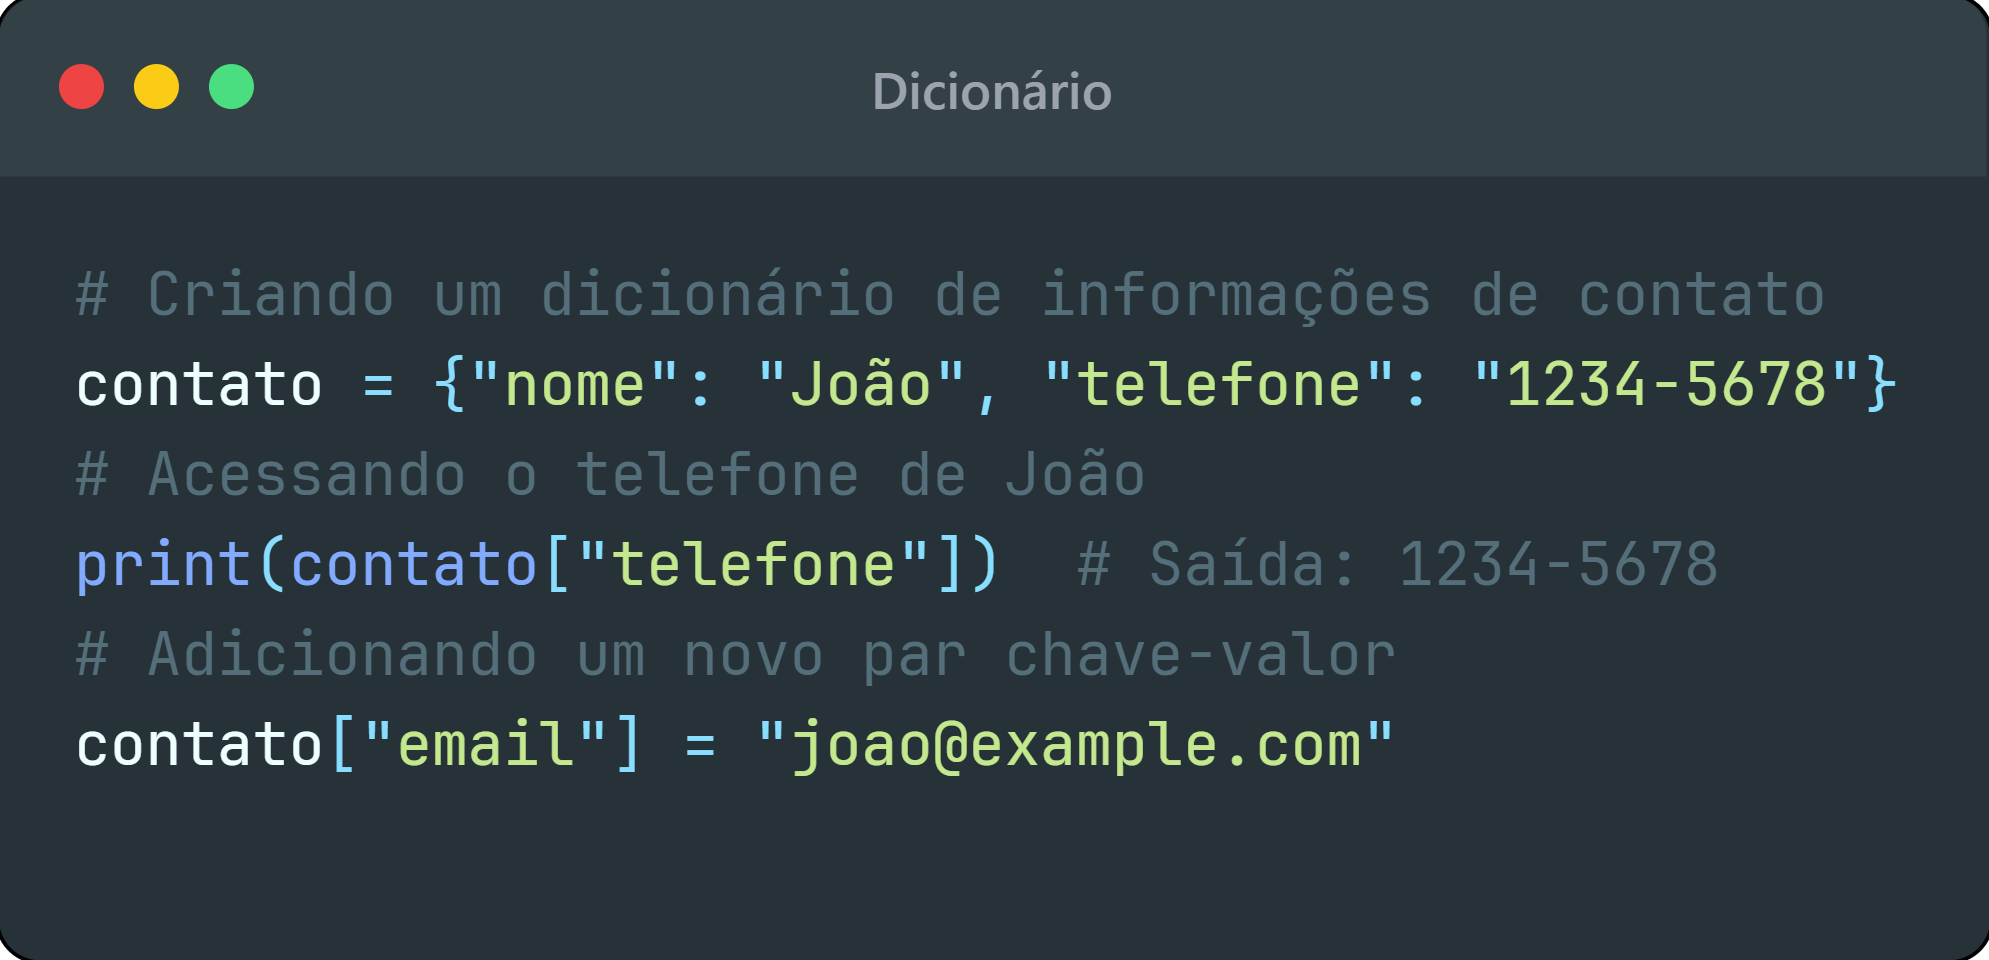 Dicionário
# Criando um dicionário de informações de contato
contato = {"nome": "João", "telefone": "1234-5678"}
# Acessando o telefone de João
print(contato["telefone"])  # Saída: 1234-5678
# Adicionando um novo par chave-valor
contato["email"] = "joao@example.com"